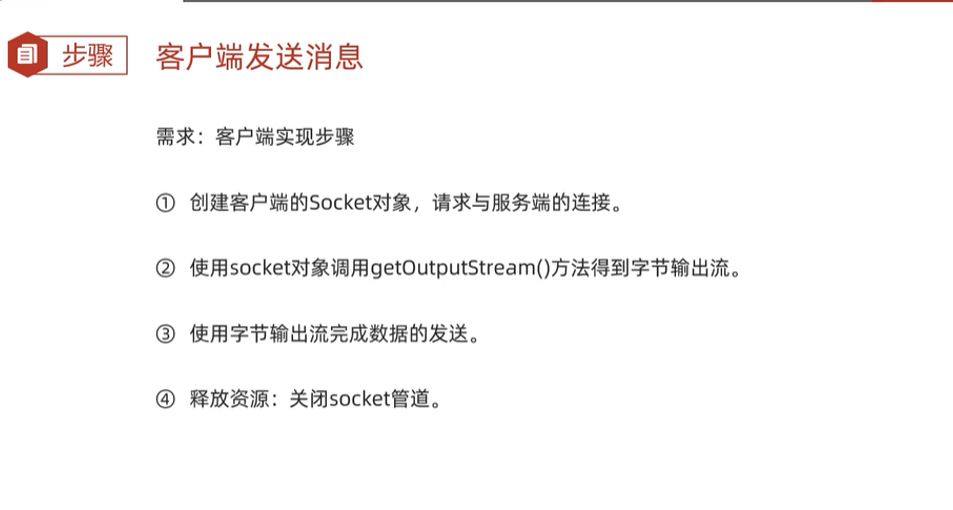 步骤
客户端发送消息
需求：客户端实现步骤
① 创建客户端的Socket对象，请求与服务端的连接。
② 使用socket对象调用getOutputStream()方法得到字节输出流。
③ 使用字节输出流完成数据的发送。
④ 释放资源：关闭socket管道。